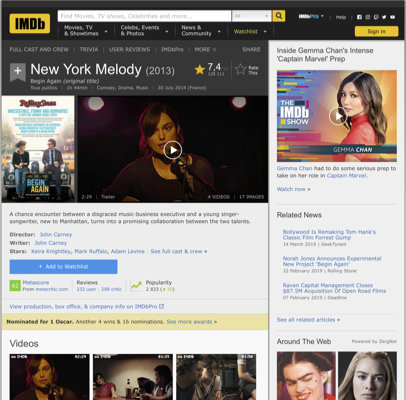 IMDb
Find Movies, TV shows, Celebrities and more...
All
IMDbPro
Help
Movies, TV
& Showtimes
Celebs, Events
& Photos
News &
Community
Watchlist
Sign in
FULL CAST AND CREW | TRIVIA | USER REVIEWS | IMDbPro | MORE
SHARE
New York Melody (2013)
Begin Again (original title)
Tous publics | 1h 44min | Comedy, Drama, Music | 30 July 2014 (France)
7,4
Rate
This
RollingStone
BEGIN
AGAIN
2:29 | Trailer
4 VIDEOS | 17 IMAGES
A chance encounter between a disgraced music-business executive and a young singer-
songwriter, new to Manhattan, turns into a promising collaboration between the two talents.
Director: John Carney
Writer: John Carney
Stars: Keira Knightley, Mark Ruffalo, Adam Levine | See full cast & crew »
+ Add to Watchlist
62
Metascore
From metacritic.com
Reviews
232 user | 298 critic
Popularity
View production, box office, & company info on IMDbPro
Nominated for 1 Oscar. Another 4 wins & 16 nominations. See more awards »
Videos
Inside Gemma Chan's Intense
'Captain Marvel' Prep
THE
IMDb
SHOW
GEMMA CHAN
Gemma Chan had to do some serious prep
to take on her role in Captain Marvel.
Watch now »
Related News
Bollywood Is Remaking Tom Hank's
Classic Film Forrest Gump
14 March 2019 | GeekTyrant
Norah Jones Announces Experimental
New Project 'Begin Again'
22 February 2019 | Rolling Stone
Raven Capital Management Closes
$87.5M Acquisition Of Open Road Films
07 February 2019 | Deadline
See all related articles »
Around The Web
Powered by ZergNet